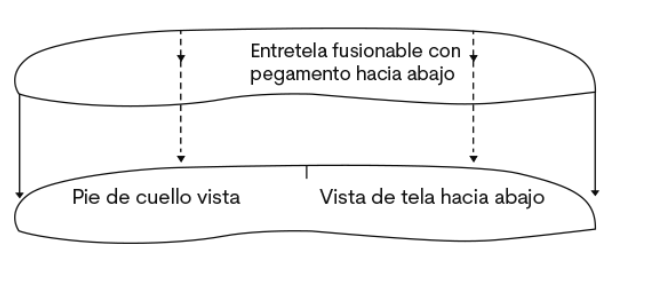 Entretela fusionable con
pegamento hacia abajo
Pie de cuello vista
Vista de tela hacia abajo